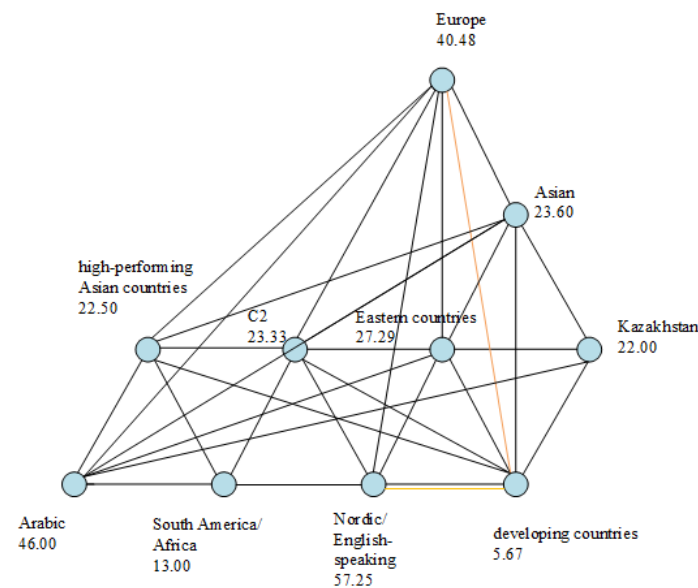 Europe
40.48
Asian
23.60
high-performing
Asian countries
22.50
C2
23.33
Eastern countries
27.29
Kazakhstan
22.00
Arabic
46.00
South America/
Africa
13.00
Nordic/
English-
speaking
57.25
developing countries
5.67